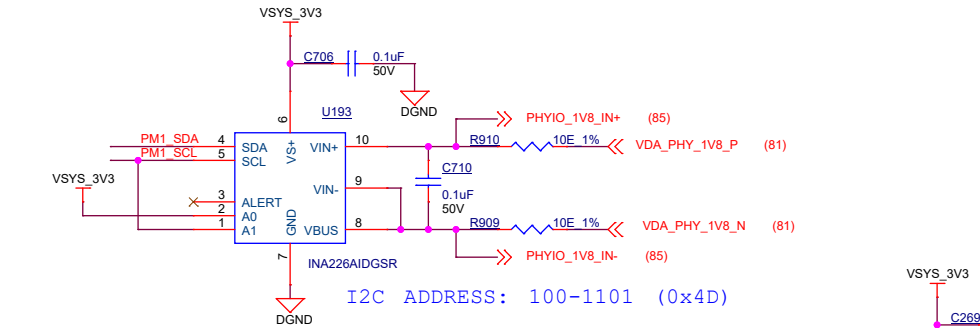 VSYS_3V3
C706 0.1uF
50V
DGND
U193
6
PHYIO_1V8_IN+ (85)
PM1_SDA 4 SDA VS+ VIN+ 10 R910 10E_1% VDA_PHY_1V8_P (81)
PM1_SCL 5 SCL
C710
VSYS_3V3
VIN- 9
0.1uF
50V
3 ALERT
2 A0
1 A1 GND VBUS 8 R909 10E_1% VDA_PHY_1V8_N (81)
7
INA226AIDGSR
PHYIO_1V8_IN- (85)
I2C ADDRESS: 100-1101 (0x4D)
DGND
VSYS_3V3
C269